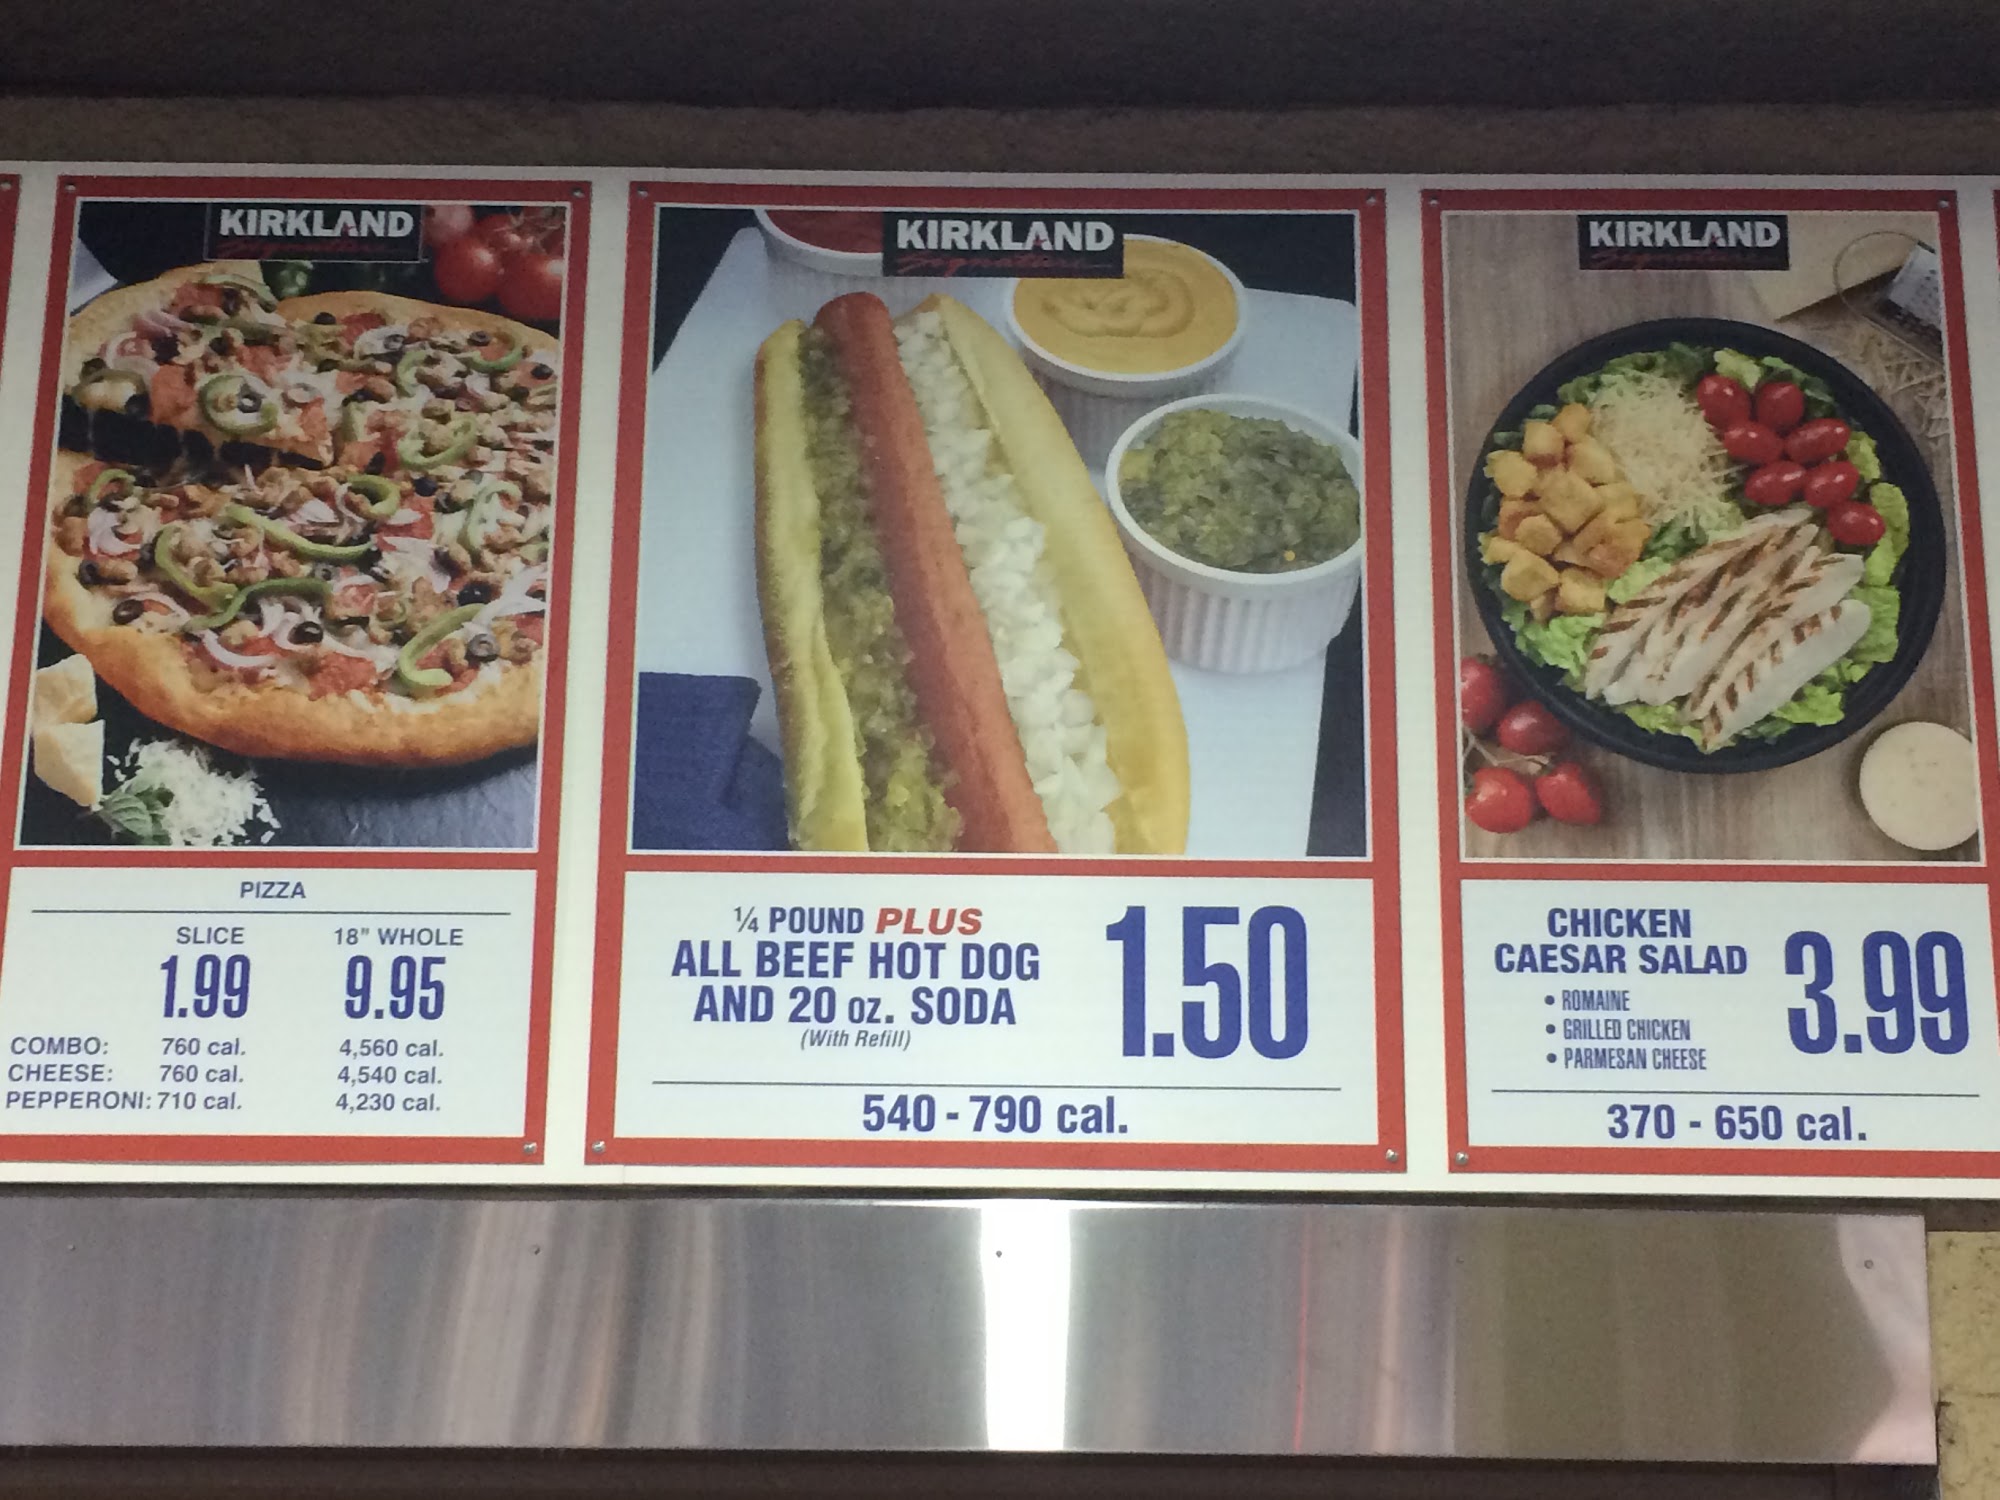 KIRKLAND
Signature
PIZZA
SLICE 18" WHOLE
1.99 9.95
COMBO: 760 cal. 4,560 cal.
CHEESE: 760 cal. 4,540 cal.
PEPPERONI: 710 cal. 4,230 cal.
KIRKLAND
Signature
¼ POUND PLUS
ALL BEEF HOT DOG
AND 20 oz. SODA
(With Refill)
1.50
540 - 790 cal.
KIRKLAND
Signature
CHICKEN
CAESAR SALAD
• ROMAINE
• GRILLED CHICKEN
• PARMESAN CHEESE
3.99
370 - 650 cal.